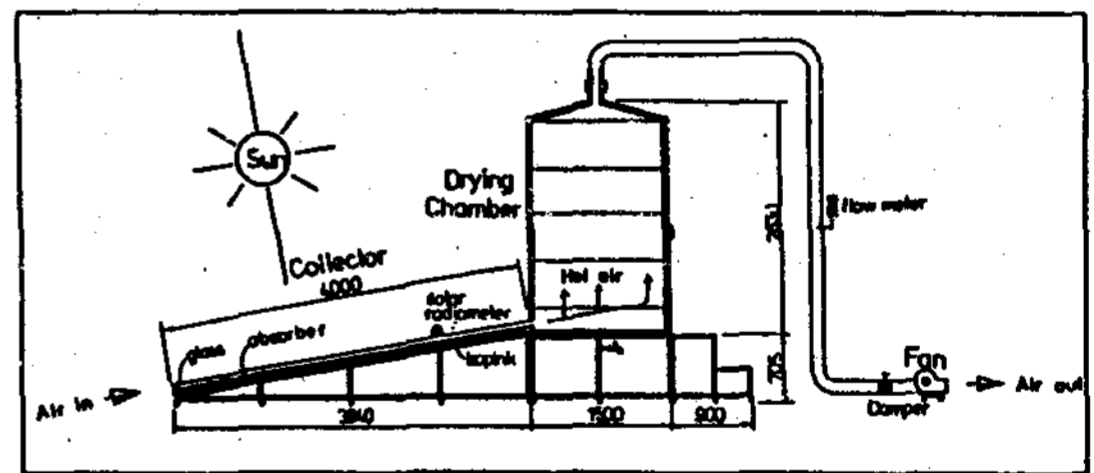 Sun
Drying
Chamber
flow meter
Collector
4000
Hot air
solar
radiometer
absorber
glass
Air in
3940
1500
900
705
Fan
Air out
Damper